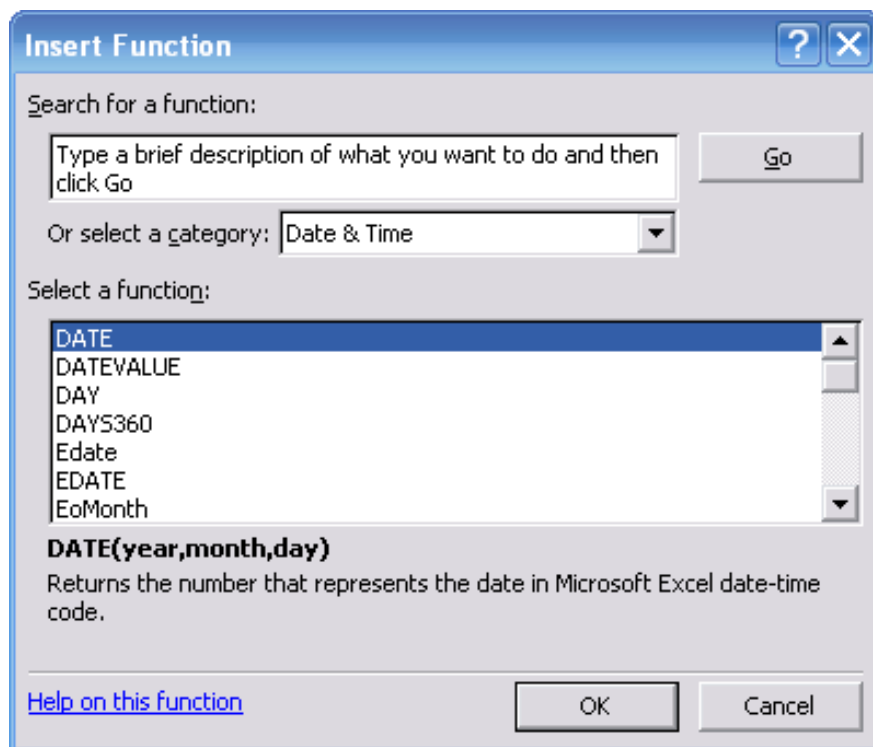 Insert Function
Search for a function:
Type a brief description of what you want to do and then
click Go
Go
Or select a category: Date & Time
Select a function:
DATE
DATEVALUE
DAY
DAYS360
Edate
EDATE
EoMonth
DATE(year,month,day)
Returns the number that represents the date in Microsoft Excel date-time
code.
Help on this function OK Cancel